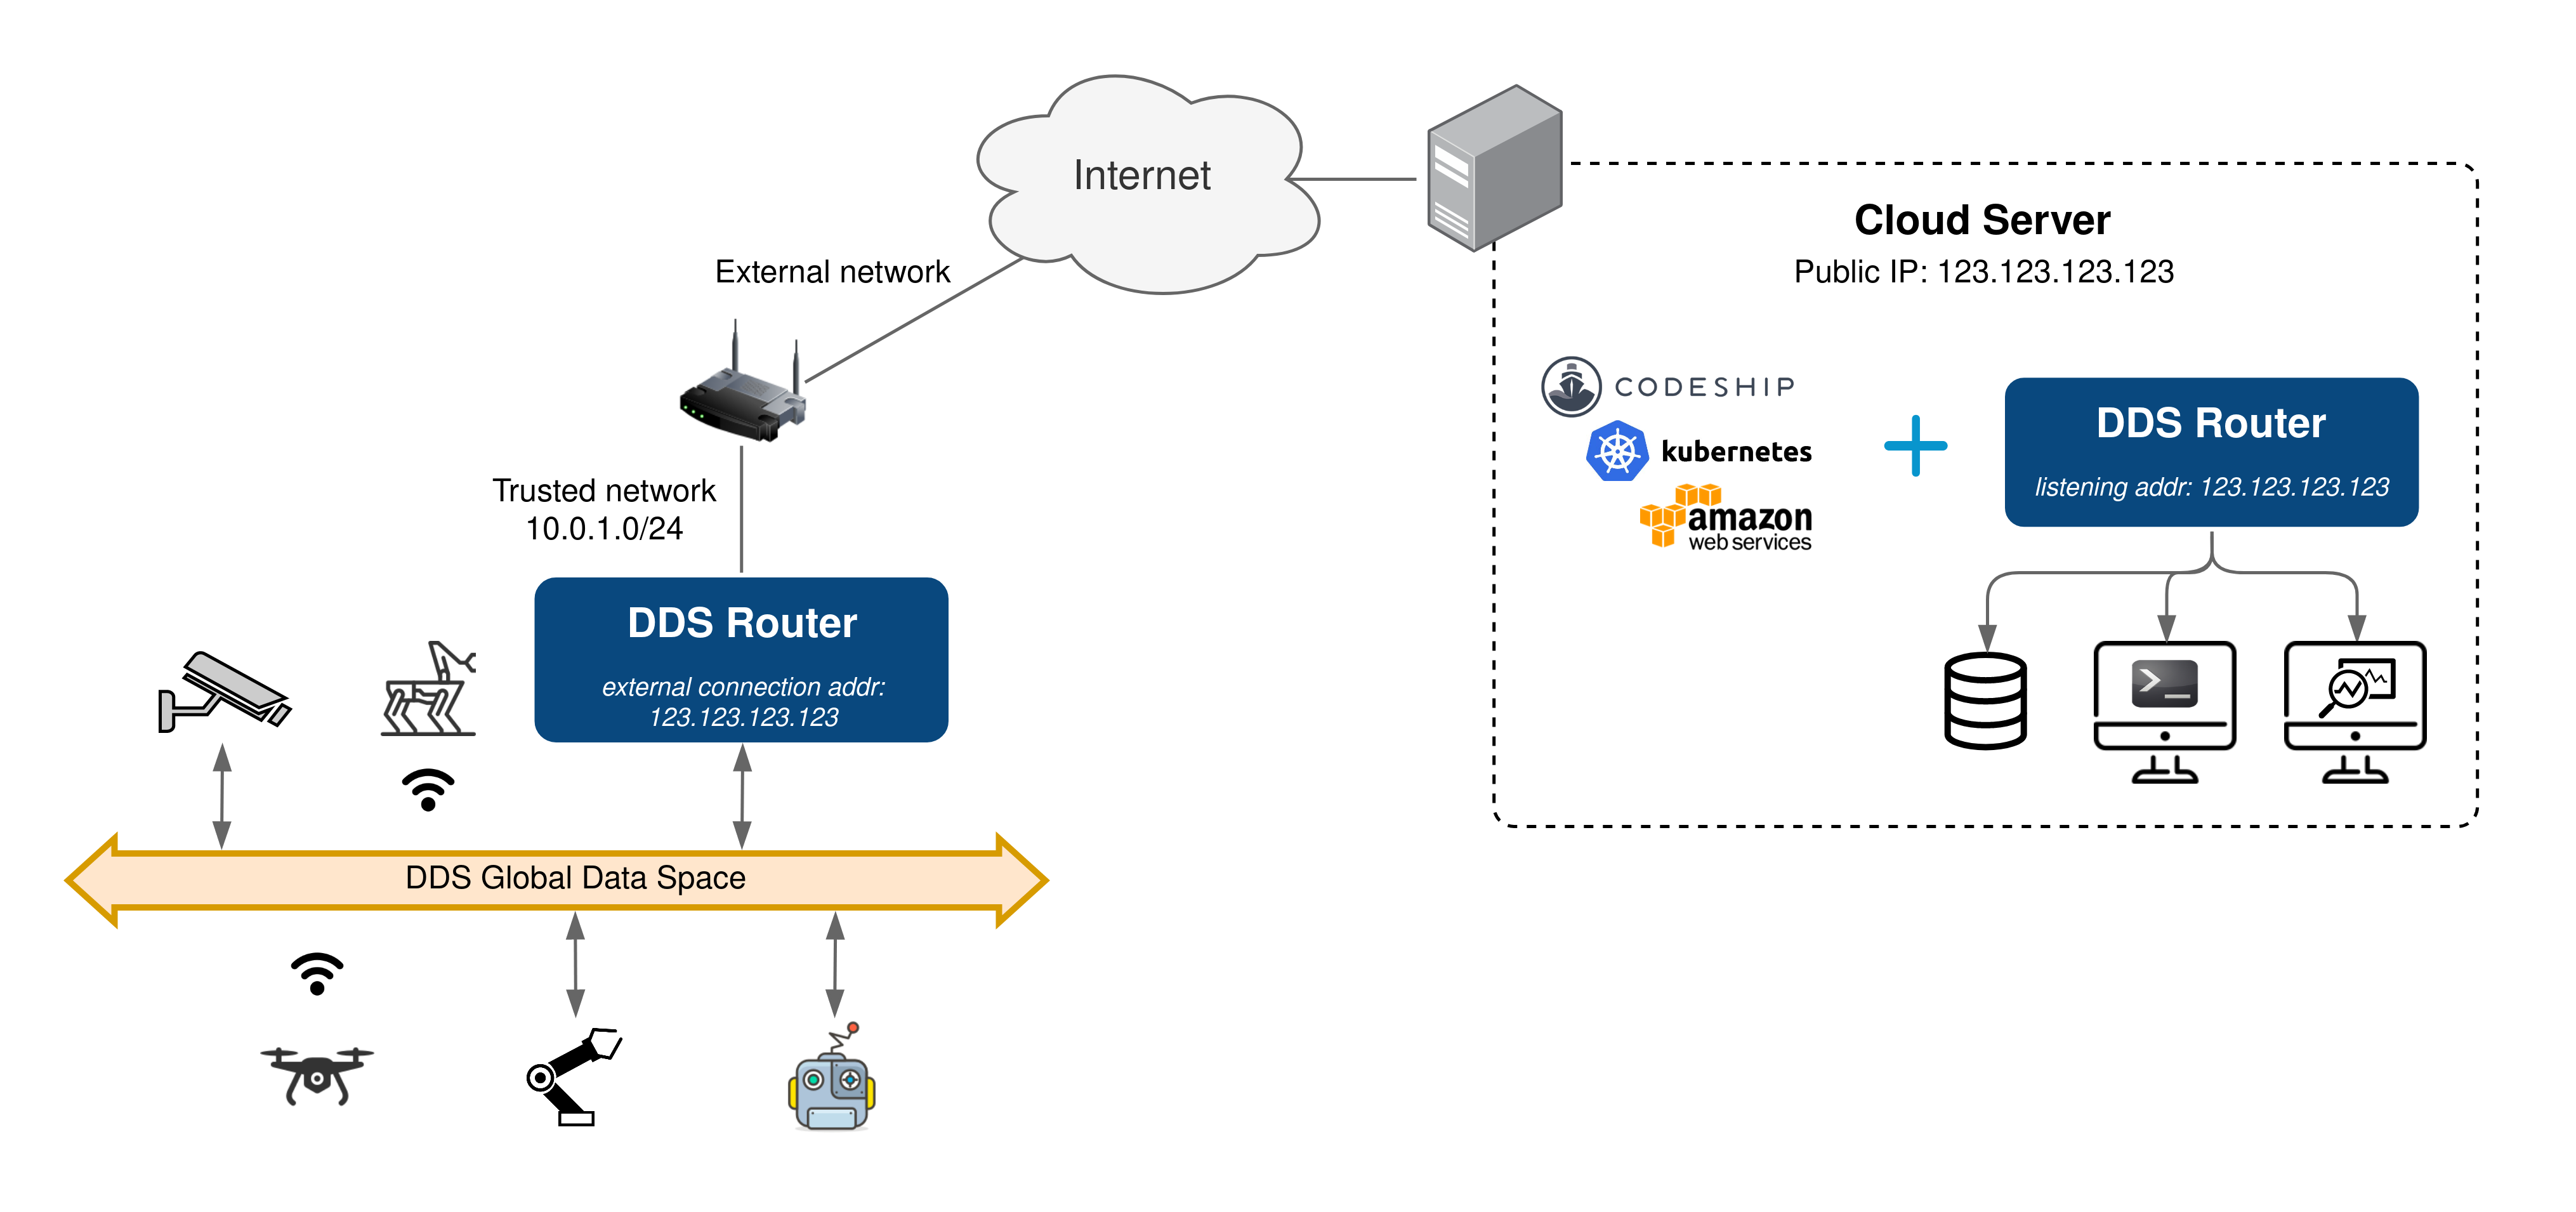 Internet
Cloud Server
Public IP: 123.123.123.123
External network
CODESHIP
kubernetes
amazon
web services
DDS Router
listening addr: 123.123.123.123
Trusted network
10.0.1.0/24
DDS Router
external connection addr:
123.123.123.123
>_
DDS Global Data Space